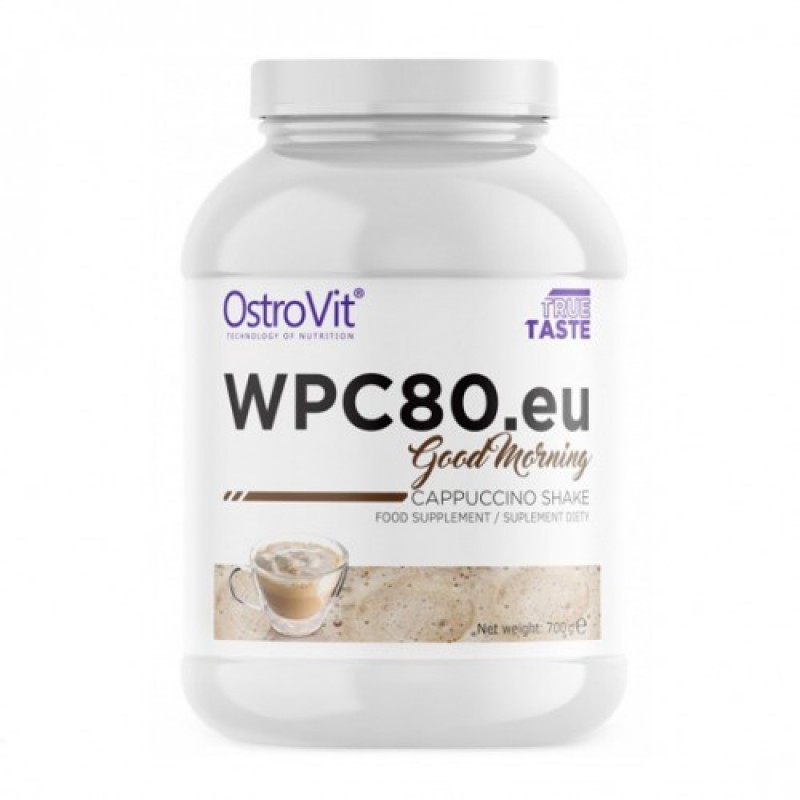 OstroVit®
TECHNOLOGY OF NUTRITION
TRUE
TASTE
WPC80.eu
Good Morning
CAPPUCCINO SHAKE
FOOD SUPPLEMENT / SUPLEMENT DIETY
Net weight: 700 g ℮